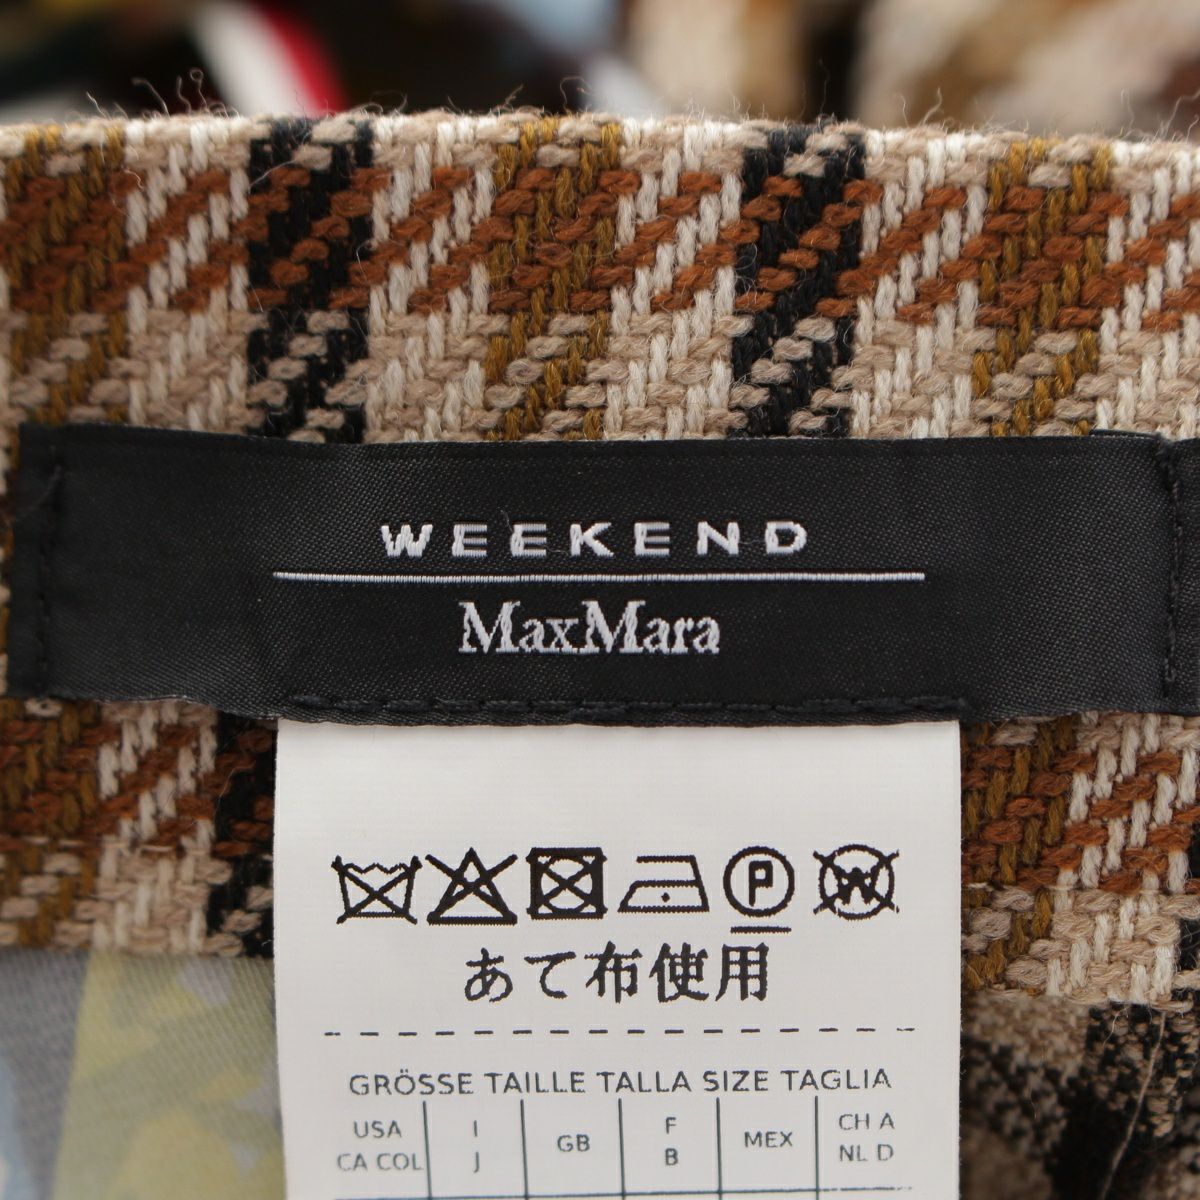 WEEKEND
MaxMara
P W
あて布使用
GRÖSSE TAILLE TALLA SIZE TAGLIA
USA I GB F MEX CH A
CA COL J B NL D